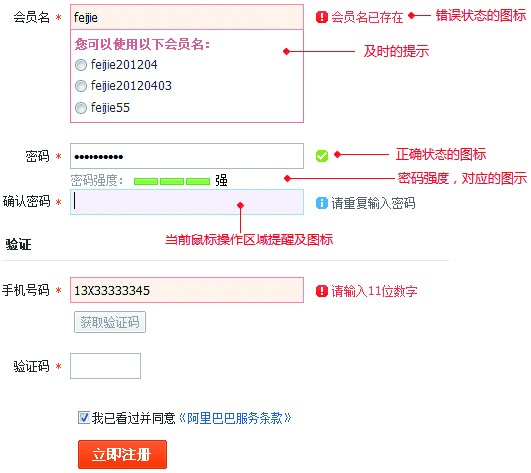 会员名 * feijie 会员名已存在 错误状态的图标
您可以使用以下会员名：
feijie201204 及时的提示
feijie20120403
feijie55
密码 * •••••••••• 正确状态的图标
密码强度： 强 密码强度，对应的图示
确认密码 * 请重复输入密码
当前鼠标操作区域提醒及图标
验证
手机号码 * 13X33333345 请输入11位数字
获取验证码
验证码 *
我已看过并同意《阿里巴巴服务条款》
立即注册